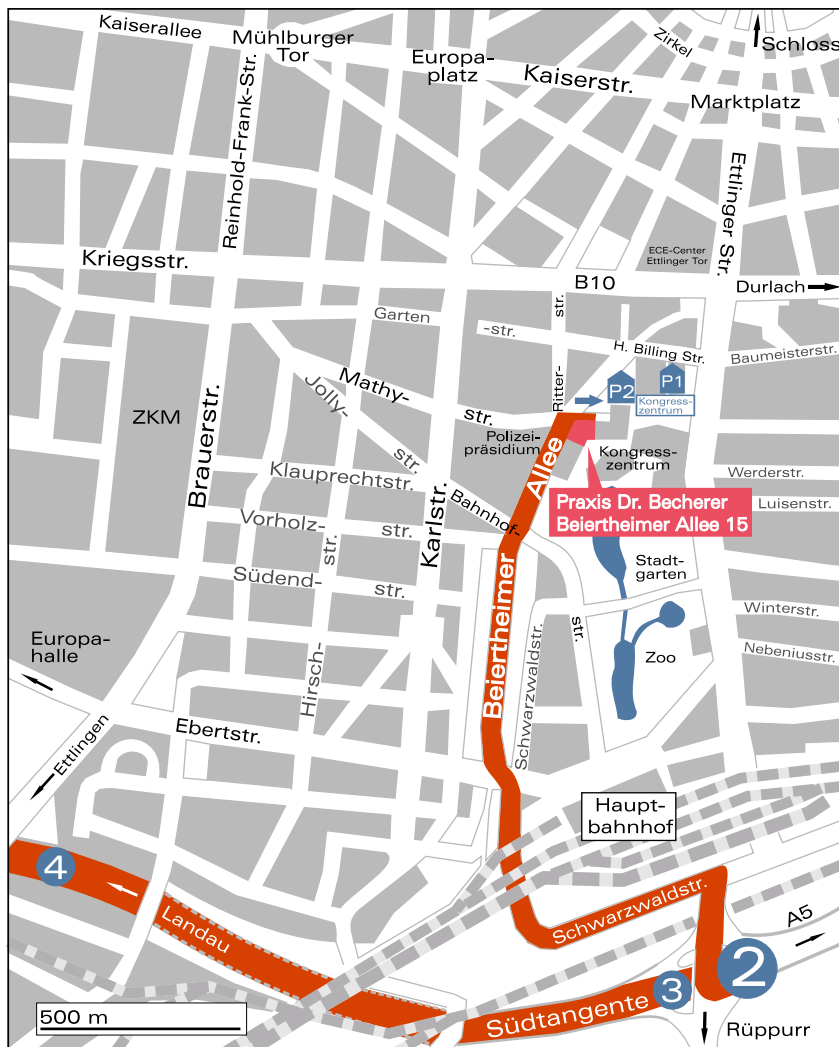 Kaiserallee
Mühlburger
Tor
Europa-
platz
Zirkel
Schloss
Kaiserstr.
Marktplatz
Reinhold-Frank-Str.
Ettlinger Str.
ECE-Center
Ettlinger Tor
Kriegsstr.
B10
Durlach
Garten
-str.
str.
Ritter-
H. Billing Str.
Baumeisterstr.
Mathy-
str.
Jolly-
str.
P2
P1
Kongress-
zentrum
ZKM
Brauerstr.
Polizei-
präsidium
Allee
Kongress-
zentrum
Klauprechtstr.
Karlstr.
Bahnhof-
str.
Werderstr.
Praxis Dr. Becherer
Beiertheimer Allee 15
Luisenstr.
Vorholz-
str.
Südend-
str.
Hirsch-
str.
Beiertheimer
Stadt-
garten
Winterstr.
Nebeniusstr.
Zoo
Schwarzwaldstr.
Europa-
halle
Ebertstr.
Ettlingen
Haupt-
bahnhof
4
Landau
Schwarzwaldstr.
A5
2
3
Südtangente
Rüppurr
500 m